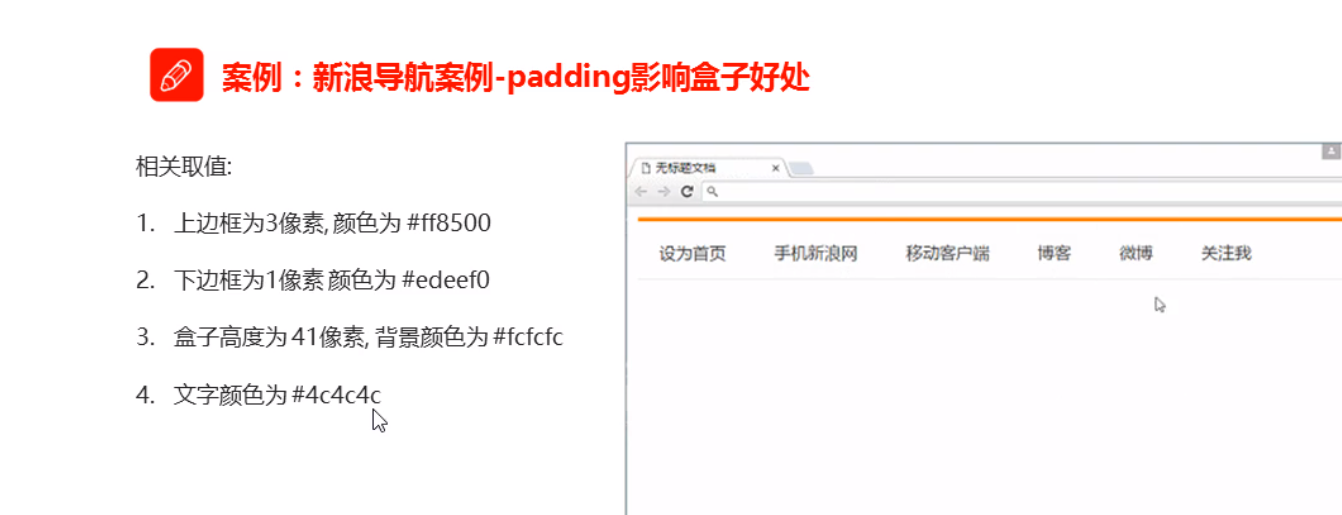 案例：新浪导航案例-padding影响盒子好处
相关取值:
1. 上边框为3像素, 颜色为 #ff8500
2. 下边框为1像素 颜色为 #edeef0
3. 盒子高度为 41像素, 背景颜色为 #fcfcfc
4. 文字颜色为 #4c4c4c
无标题文档
设为首页 手机新浪网 移动客户端 博客 微博 关注我